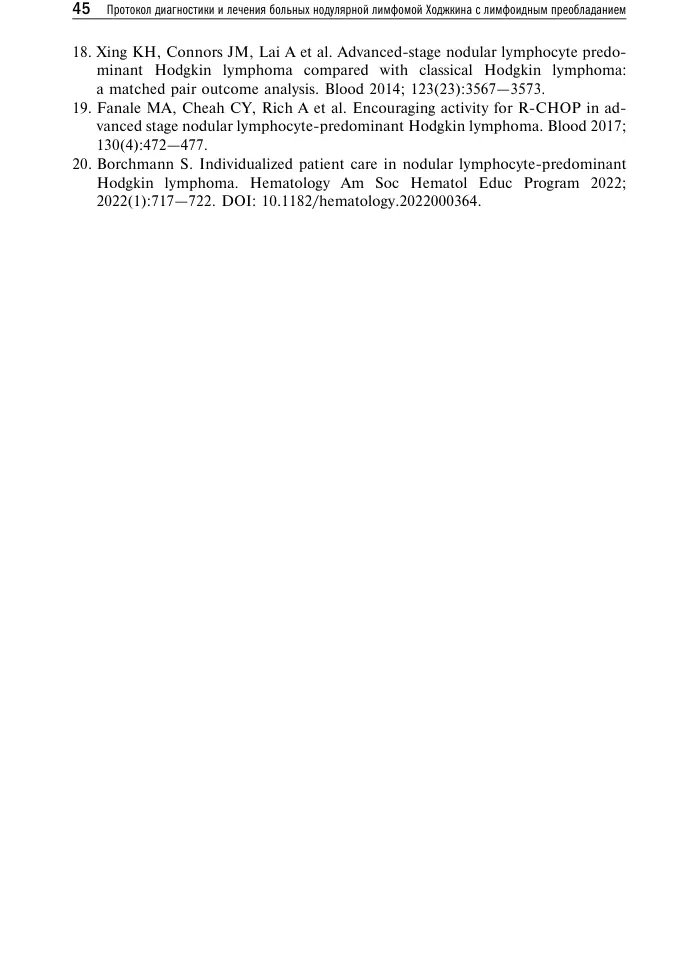 45 Протокол диагностики и лечения больных нодулярной лимфомой Ходжкина с лимфоидным преобладанием
18. Xing KH, Connors JM, Lai A et al. Advanced-stage nodular lymphocyte predo-
minant Hodgkin lymphoma compared with classical Hodgkin lymphoma:
a matched pair outcome analysis. Blood 2014; 123(23):3567—3573.
19. Fanale MA, Cheah CY, Rich A et al. Encouraging activity for R-CHOP in ad-
vanced stage nodular lymphocyte-predominant Hodgkin lymphoma. Blood 2017;
130(4):472—477.
20. Borchmann S. Individualized patient care in nodular lymphocyte-predominant
Hodgkin lymphoma. Hematology Am Soc Hematol Educ Program 2022;
2022(1):717—722. DOI: 10.1182/hematology.2022000364.